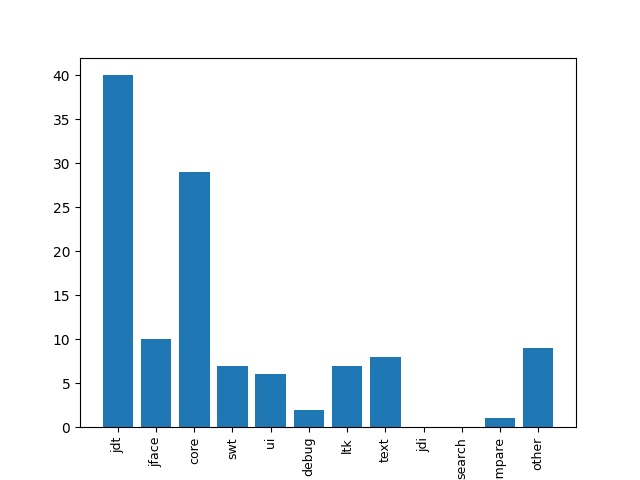 40
35
30
25
20
15
10
5
0
jdt
jface
core
swt
ui
debug
ltk
text
jdi
search
mpare
other